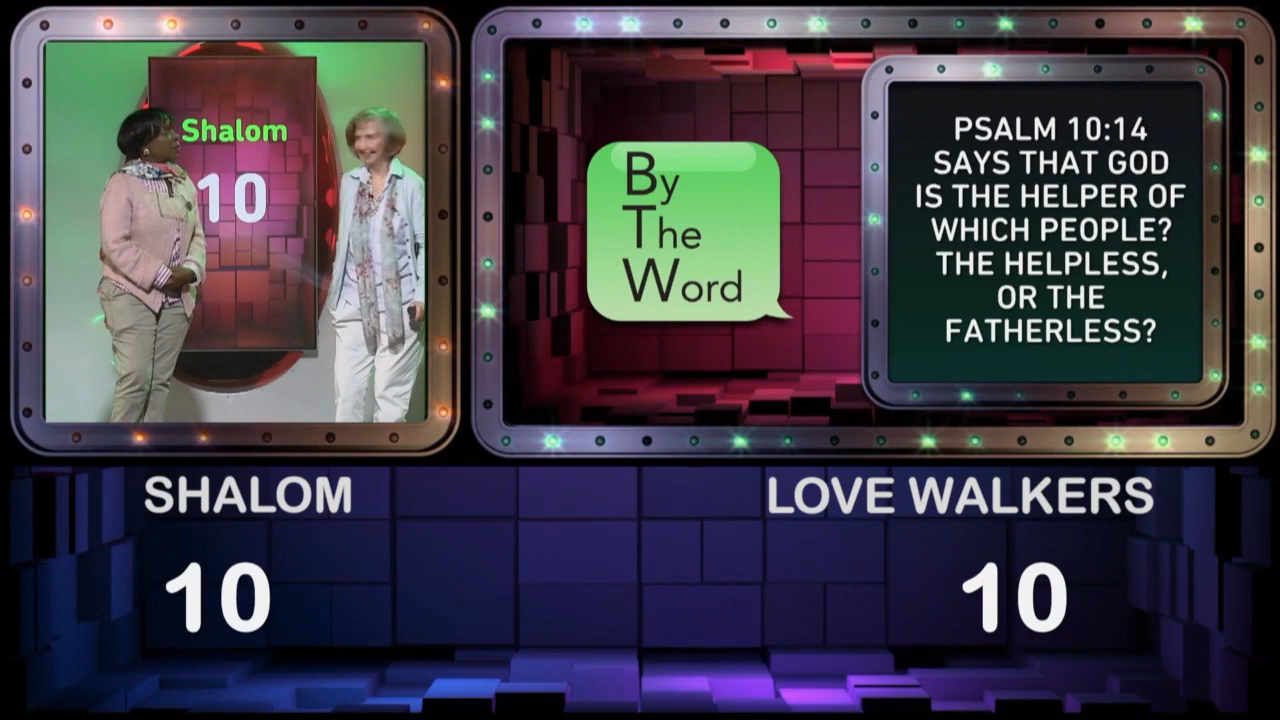 Shalom
10
By
The
Word
PSALM 10:14
SAYS THAT GOD
IS THE HELPER OF
WHICH PEOPLE?
THE HELPLESS,
OR THE
FATHERLESS?
SHALOM
LOVE WALKERS
10
10